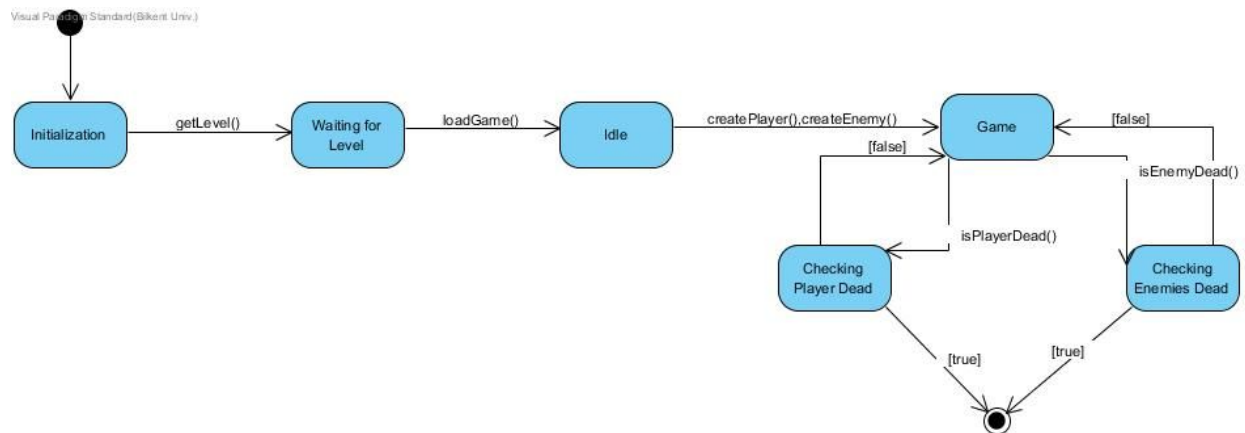 Visual Paradigm Standard(Bilkent Univ.)
Initialization
getLevel()
Waiting for
Level
loadGame()
Idle
createPlayer(),createEnemy()
Game
[false]
[false]
isEnemyDead()
isPlayerDead()
Checking
Player Dead
Checking
Enemies Dead
[true]
[true]